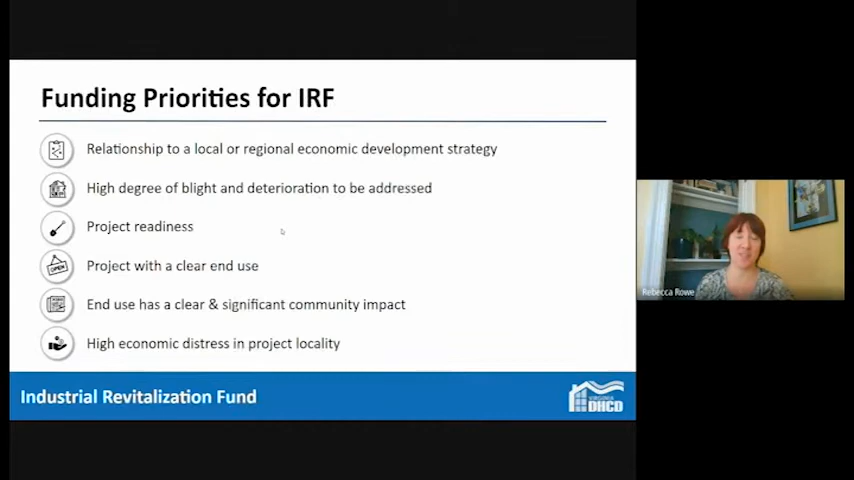 Funding Priorities for IRF
Relationship to a local or regional economic development strategy
High degree of blight and deterioration to be addressed
Project readiness
Project with a clear end use
OPEN
End use has a clear & significant community impact
High economic distress in project locality
Industrial Revitalization Fund
VIRGINIA
DHCD
Rebecca Rowe